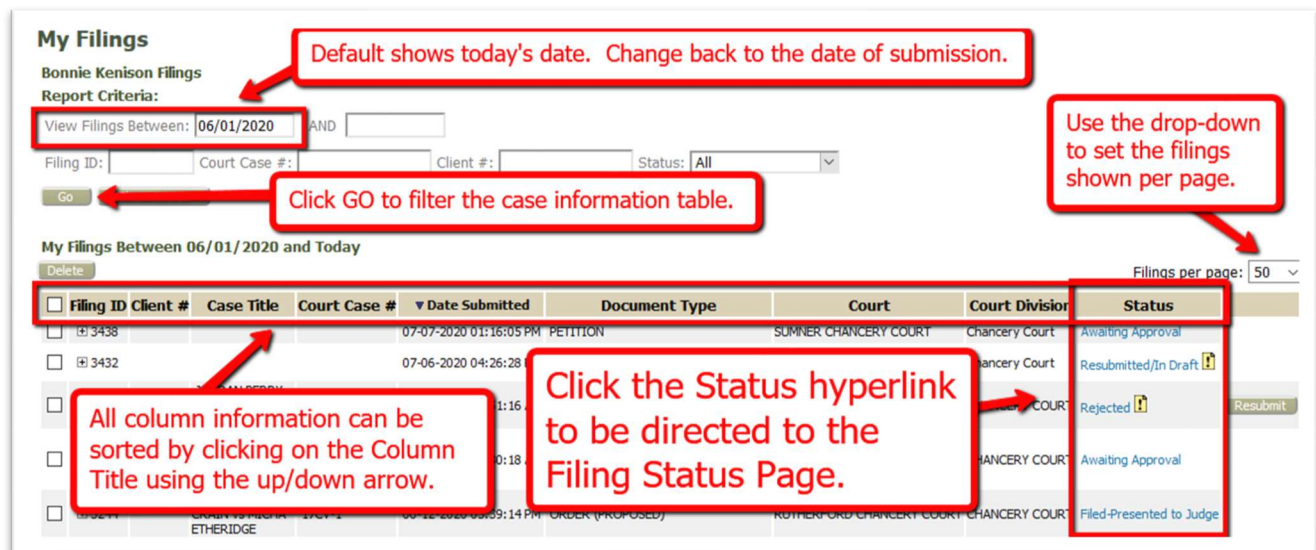 My Filings
Default shows today's date. Change back to the date of submission.
Bonnie Kenison Filings
Report Criteria:
View Filings Between: 06/01/2020 AND
Use the drop-down
to set the filings
shown per page.
Filing ID: Court Case #: Client #: Status: All
Go
Click GO to filter the case information table.
My Filings Between 06/01/2020 and Today
Delete
Filings per page: 50
Filing ID Client # Case Title Court Case # ▼ Date Submitted Document Type Court Court Division Status
3438 07-07-2020 01:16:05 PM PETITION SUMNER CHANCERY COURT Chancery Court Awaiting Approval
3432 07-06-2020 04:26:28 Chancery Court Resubmitted/In Draft
Rejected Resubmit
Awaiting Approval
All column information can be
sorted by clicking on the Column
Title using the up/down arrow.
Click the Status hyperlink
to be directed to the
Filing Status Page.
ORDER (PROPOSED) RUTHERFORD CHANCERY COURT CHANCERY COURT Filed-Presented to Judge
ETHERIDGE